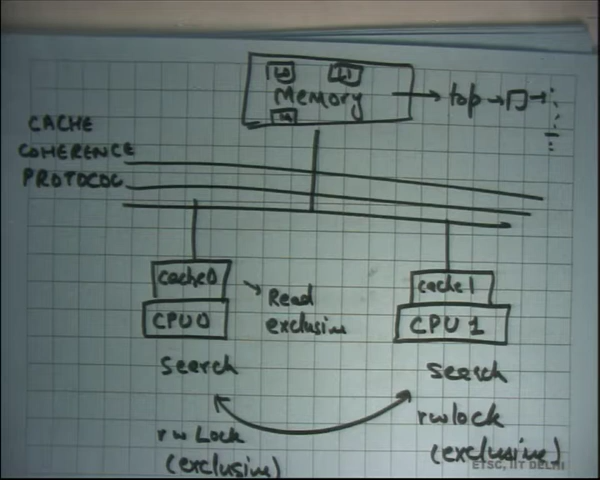 Memory
top
CACHE
COHERENCE
PROTOCOL
cache0
CPU0
Read
exclusive
cache1
CPU 1
Search
Search
rw Lock
(exclusive)
rwlock
(exclusive)
ETSC, IIT DELHI